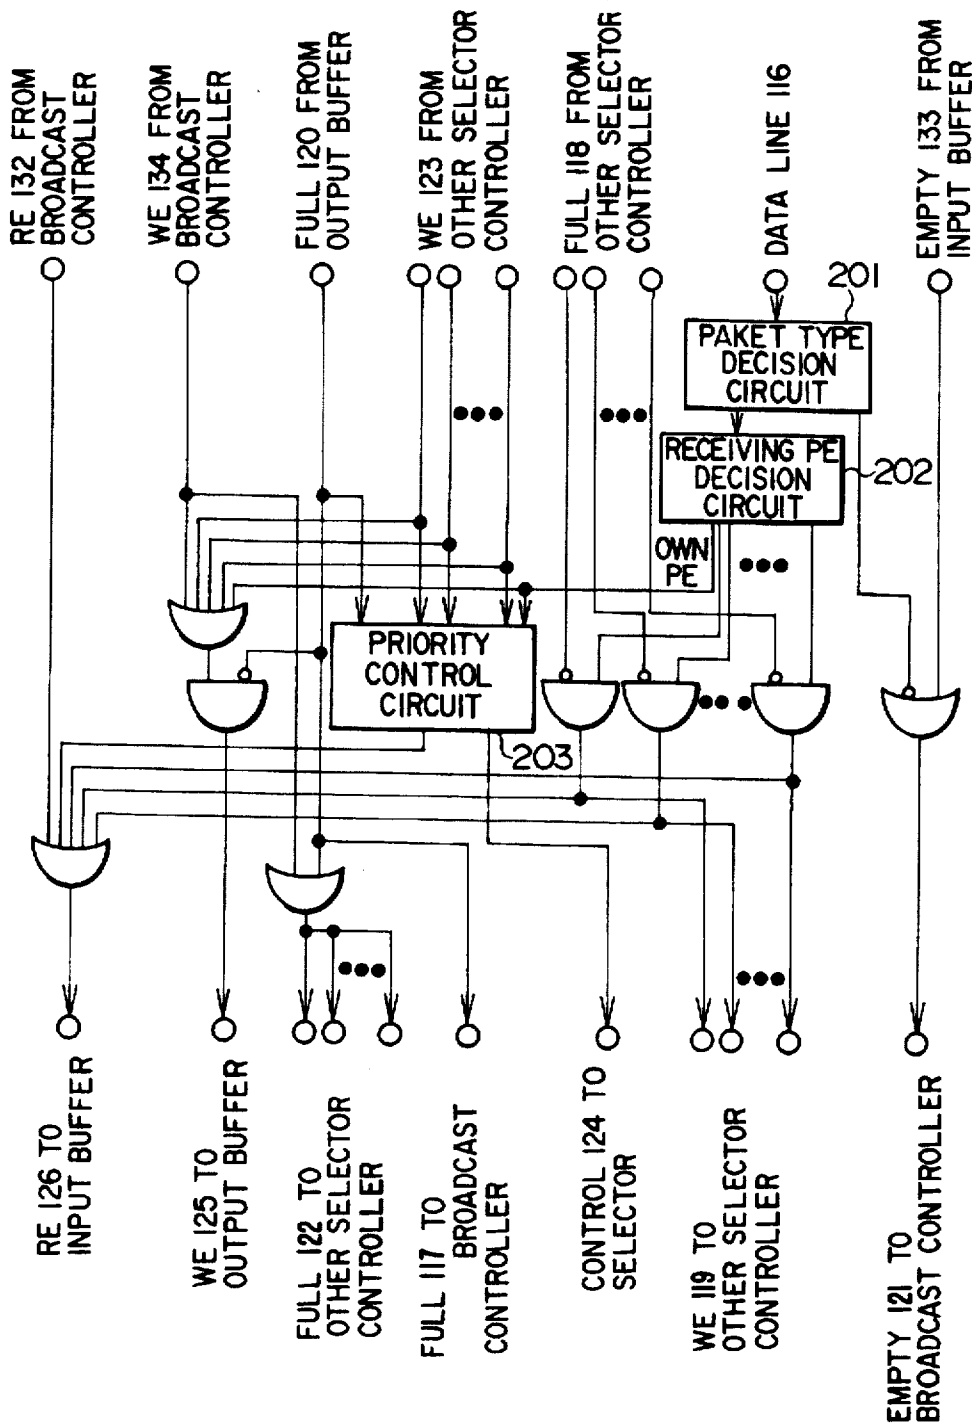 RE 132 FROM
BROADCAST
CONTROLLER
WE 134 FROM
BROADCAST
CONTROLLER
FULL 120 FROM
OUTPUT BUFFER
WE 123 FROM
OTHER SELECTOR
CONTROLLER
FULL 118 FROM
OTHER SELECTOR
CONTROLLER
DATA LINE 116
EMPTY 133 FROM
INPUT BUFFER
201
PAKET TYPE
DECISION
CIRCUIT
RECEIVING PE
DECISION
CIRCUIT
202
OWN
PE
PRIORITY
CONTROL
CIRCUIT
203
RE 126 TO
INPUT BUFFER
WE 125 TO
OUTPUT BUFFER
FULL 122 TO
OTHER SELECTOR
CONTROLLER
FULL 117 TO
BROADCAST
CONTROLLER
CONTROL 124 TO
SELECTOR
WE 119 TO
OTHER SELECTOR
CONTROLLER
EMPTY 121 TO
BROADCAST CONTROLLER